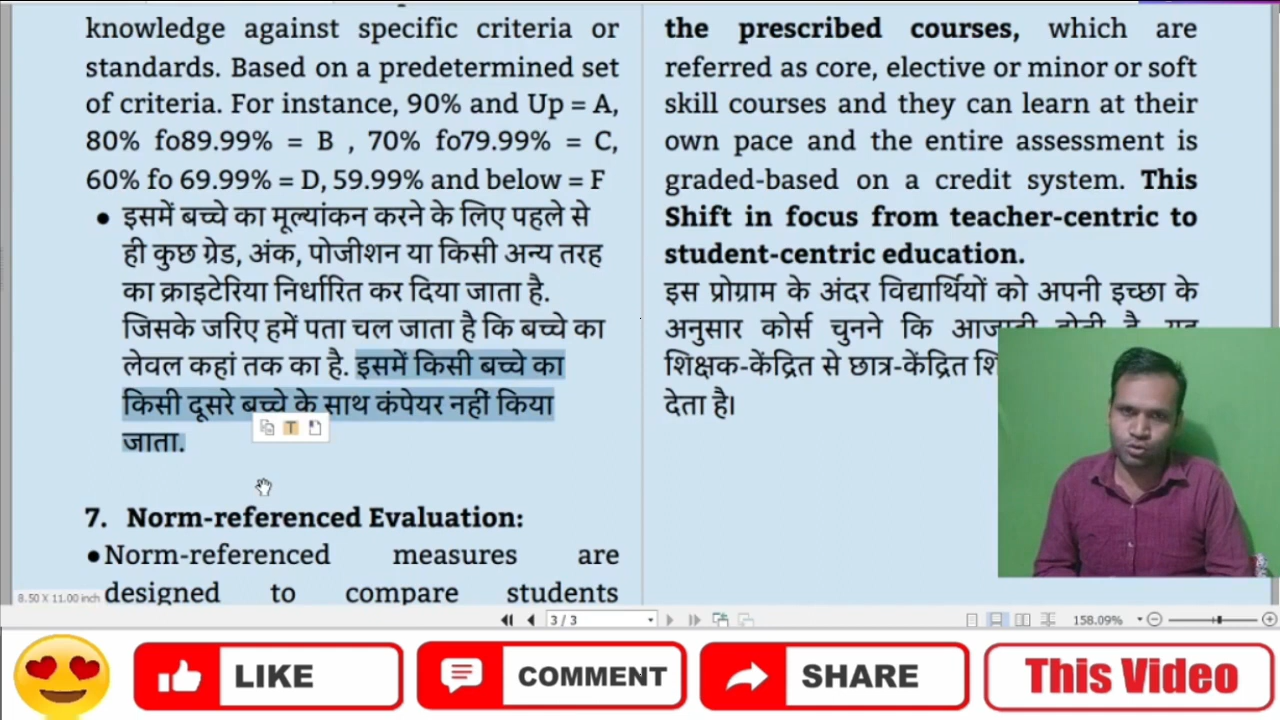 knowledge against specific criteria or
standards. Based on a predetermined set
of criteria. For instance, 90% and Up = A,
80% fo89.99% = B , 70% fo79.99% = C,
60% fo 69.99% = D, 59.99% and below = F
● इसमें बच्चे का मूल्यांकन करने के लिए पहले से
ही कुछ ग्रेड, अंक, पोजीशन या किसी अन्य तरह
का क्राइटेरिया निर्धारित कर दिया जाता है.
जिसके जरिए हमें पता चल जाता है कि बच्चे का
लेवल कहां तक का है. इसमें किसी बच्चे का
किसी दूसरे बच्चे के साथ कंपेयर नहीं किया
जाता.
7. Norm-referenced Evaluation:
●Norm-referenced measures are
designed to compare students
the prescribed courses, which are
referred as core, elective or minor or soft
skill courses and they can learn at their
own pace and the entire assessment is
graded-based on a credit system. This
Shift in focus from teacher-centric to
student-centric education.
इस प्रोग्राम के अंदर विद्यार्थियों को अपनी इच्छा के
अनुसार कोर्स चुनने कि
शिक्षक-केंद्रित से छात्र-केंद्रित
देता है।
8.50 X 11.00 inch
3 / 3
158.09%
LIKE
COMMENT
SHARE
This Video